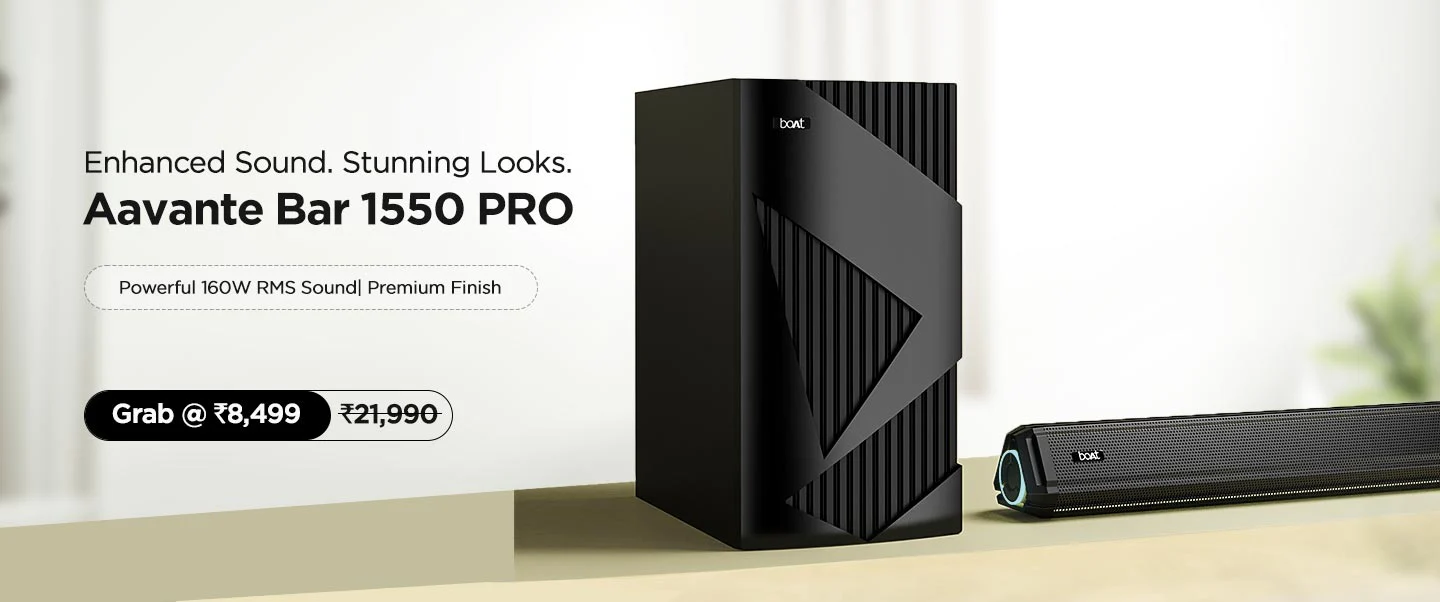 Enhanced Sound. Stunning Looks.
Aavante Bar 1550 PRO
Powerful 160W RMS Sound| Premium Finish
Grab @ ₹8,499 ₹21,990
boAt
boAt